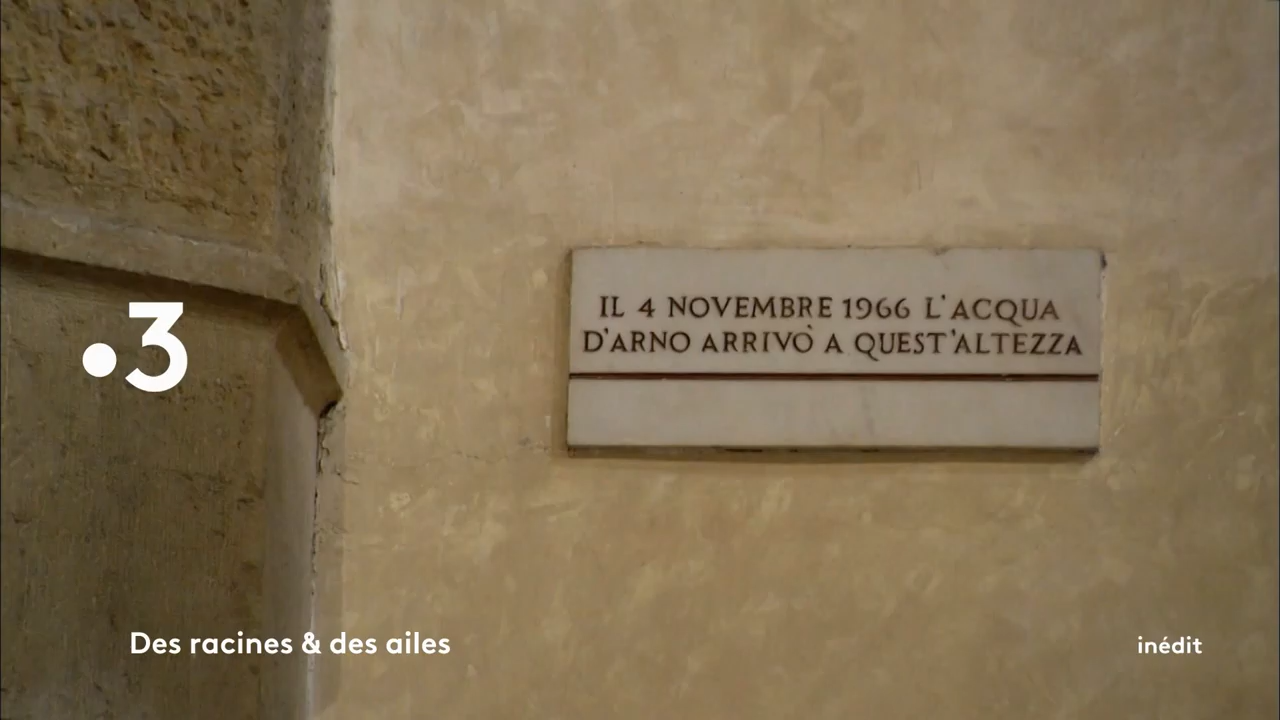 IL 4 NOVEMBRE 1966 L'ACQUA
D'ARNO ARRIVÒ A QUEST'ALTEZZA
•3
Des racines & des ailes
inédit